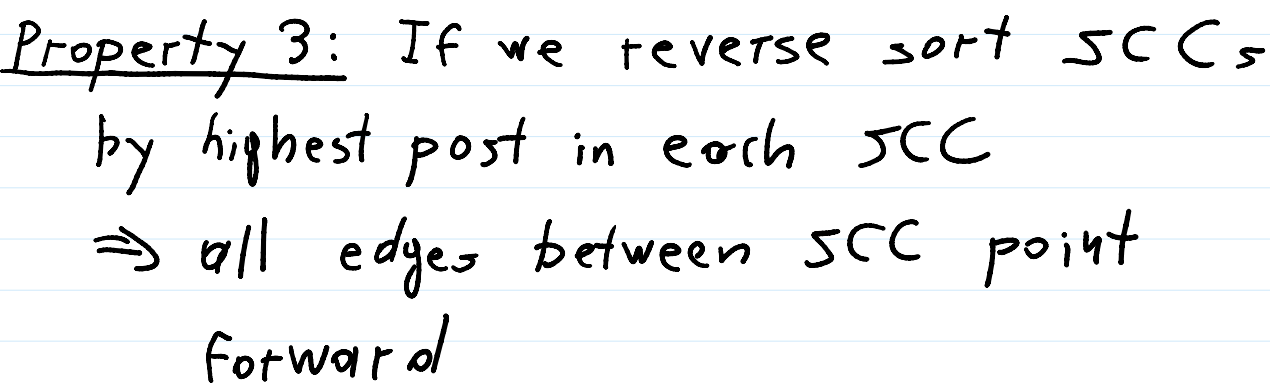 Property 3: If we reverse sort SCCs
by highest post in each SCC
⇒ all edges between SCC point
forward